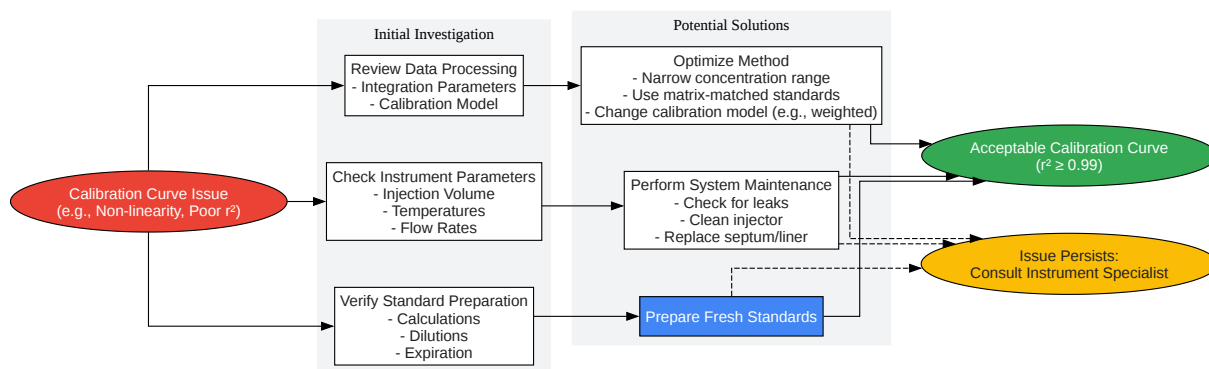 Initial Investigation
Potential Solutions
Calibration Curve Issue
(e.g., Non-linearity, Poor r²)
Review Data Processing
- Integration Parameters
- Calibration Model
Check Instrument Parameters
- Injection Volume
- Temperatures
- Flow Rates
Verify Standard Preparation
- Calculations
- Dilutions
- Expiration
Optimize Method
- Narrow concentration range
- Use matrix-matched standards
- Change calibration model (e.g., weighted)
Perform System Maintenance
- Check for leaks
- Clean injector
- Replace septum/liner
Prepare Fresh Standards
Acceptable Calibration Curve
(r² ≥ 0.99)
Issue Persists:
Consult Instrument Specialist